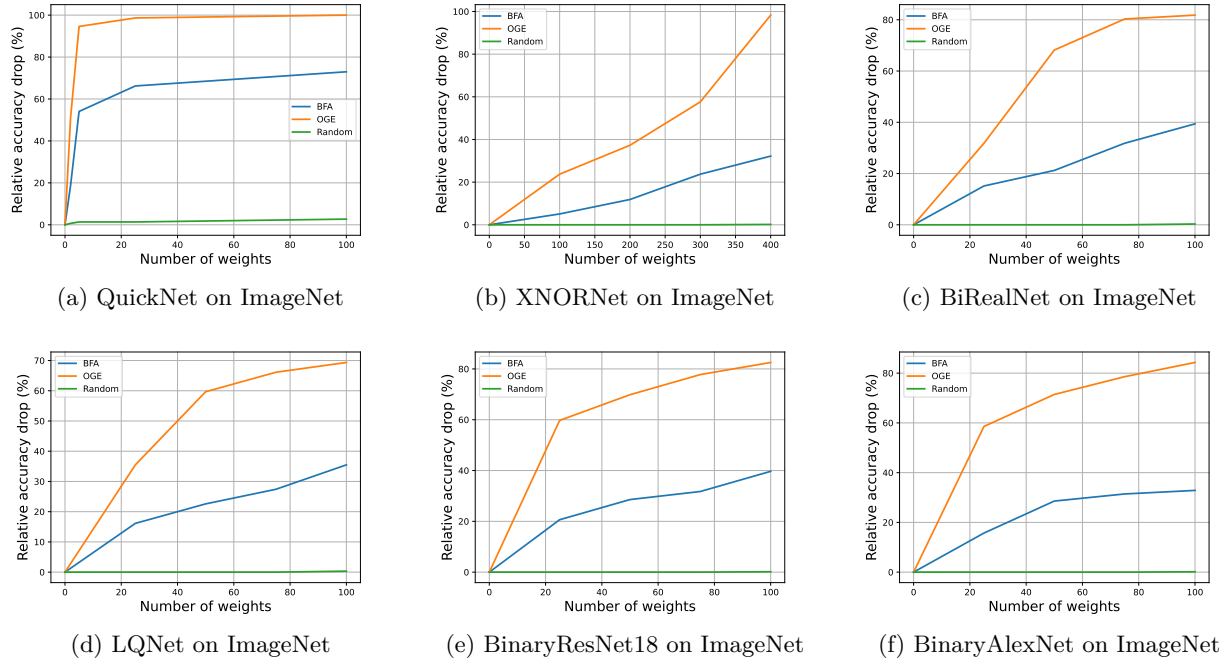 100
80
60
40
20
0
Relative accuracy drop (%)
BFA
OGE
Random
0 20 40 60 80 100
Number of weights
(a) QuickNet on ImageNet
100
80
60
40
20
0
Relative accuracy drop (%)
BFA
OGE
Random
0 50 100 150 200 250 300 350 400
Number of weights
(b) XNORNet on ImageNet
80
60
40
20
0
Relative accuracy drop (%)
BFA
OGE
Random
0 20 40 60 80 100
Number of weights
(c) BiRealNet on ImageNet
70
60
50
40
30
20
10
0
Relative accuracy drop (%)
BFA
OGE
Random
0 20 40 60 80 100
Number of weights
(d) LQNet on ImageNet
80
60
40
20
0
Relative accuracy drop (%)
BFA
OGE
Random
0 20 40 60 80 100
Number of weights
(e) BinaryResNet18 on ImageNet
80
60
40
20
0
Relative accuracy drop (%)
BFA
OGE
Random
0 20 40 60 80 100
Number of weights
(f) BinaryAlexNet on ImageNet